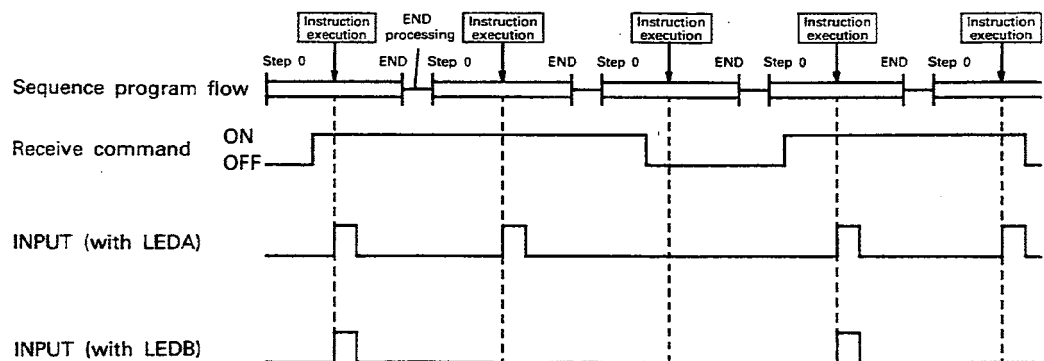 Instruction
execution
END
processing
Instruction
execution
Instruction
execution
Instruction
execution
Instruction
execution
Step 0
END
Step 0
END
Step 0
END
Step 0
END
Step 0
Sequence program flow
Receive command
ON
OFF
INPUT (with LEDA)
INPUT (with LEDB)